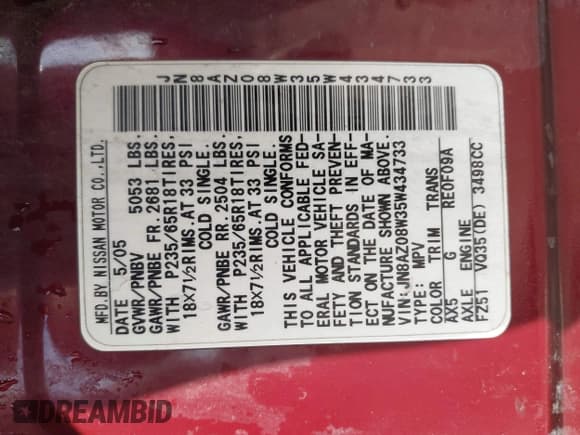 MFD.BY NISSAN MOTOR CO.,LTD.
DATE 5/05
GVWR/PNBV 5053 LBS.
GAWR/PNBE FR.2681 LBS.
WITH P235/65R18TIRES,
18X7½RIMS.AT 33 PSI
COLD SINGLE.
GAWR/PNBE RR.2504 LBS.
WITH P235/65R18TIRES,
18X7½RIMS.AT 33 PSI
COLD SINGLE.
THIS VEHICLE CONFORMS
TO ALL APPLICABLE FED-
ERAL MOTOR VEHICLE SA-
FETY AND THEFT PREVEN-
TION STANDARDS IN EFF-
ECT ON THE DATE OF MA-
NUFACTURE SHOWN ABOVE.
VIN:JN8AZ08W35W434733
TYPE: MPV
COLOR TRIM TRANS
AX5 G RE0F09A
AXLE ENGINE
FZ51 VQ35(DE) 3498CC
JN8AZ08W35W434733
DREAMBID